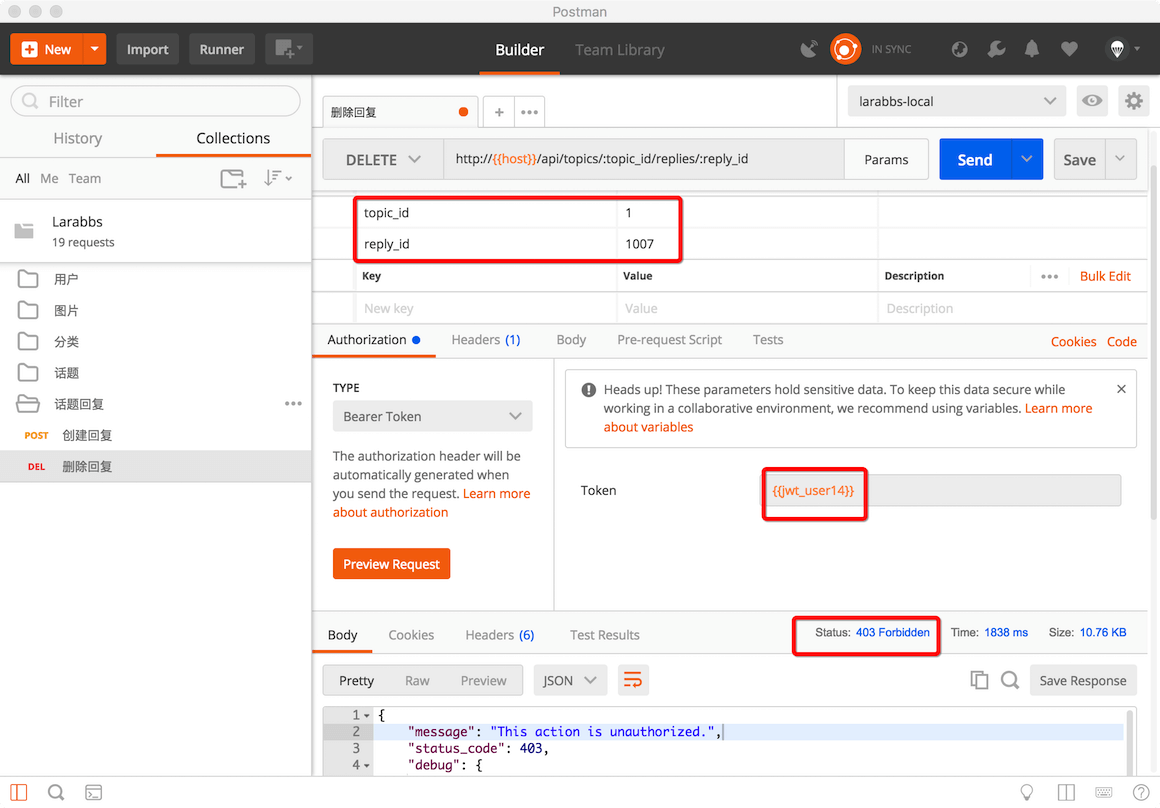 Postman
New
Import
Runner
Builder
Team Library
IN SYNC
Filter
History
Collections
All Me Team
Larabbs
19 requests
用户
图片
分类
话题
话题回复
POST 创建回复
DEL 删除回复
删除回复
larabbs-local
DELETE
http://{{host}}/api/topics/:topic_id/replies/:reply_id
Params
Send
Save
topic_id 1
reply_id 1007
Key Value Description Bulk Edit
New key Value Description
Authorization Headers (1) Body Pre-request Script Tests Cookies Code
TYPE
Bearer Token
The authorization header will be
automatically generated when
you send the request. Learn more
about authorization
Preview Request
Heads up! These parameters hold sensitive data. To keep this data secure while
working in a collaborative environment, we recommend using variables. Learn more
about variables
Token {{jwt_user14}}
Body Cookies Headers (6) Test Results Status: 403 Forbidden Time: 1838 ms Size: 10.76 KB
Pretty Raw Preview JSON Save Response
1 {
2 "message": "This action is unauthorized.",
3 "status_code": 403,
4 "debug": {